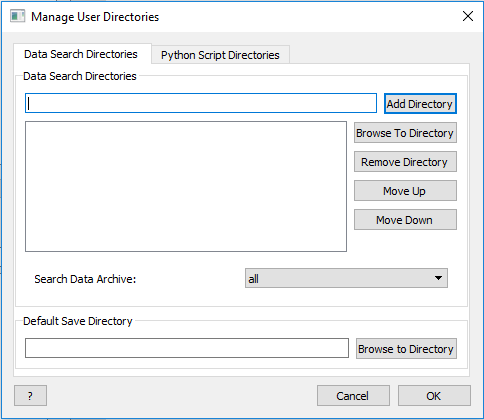 Manage User Directories
Data Search Directories
Python Script Directories
Data Search Directories
Add Directory
Browse To Directory
Remove Directory
Move Up
Move Down
Search Data Archive:
all
Default Save Directory
Browse to Directory
?
Cancel
OK